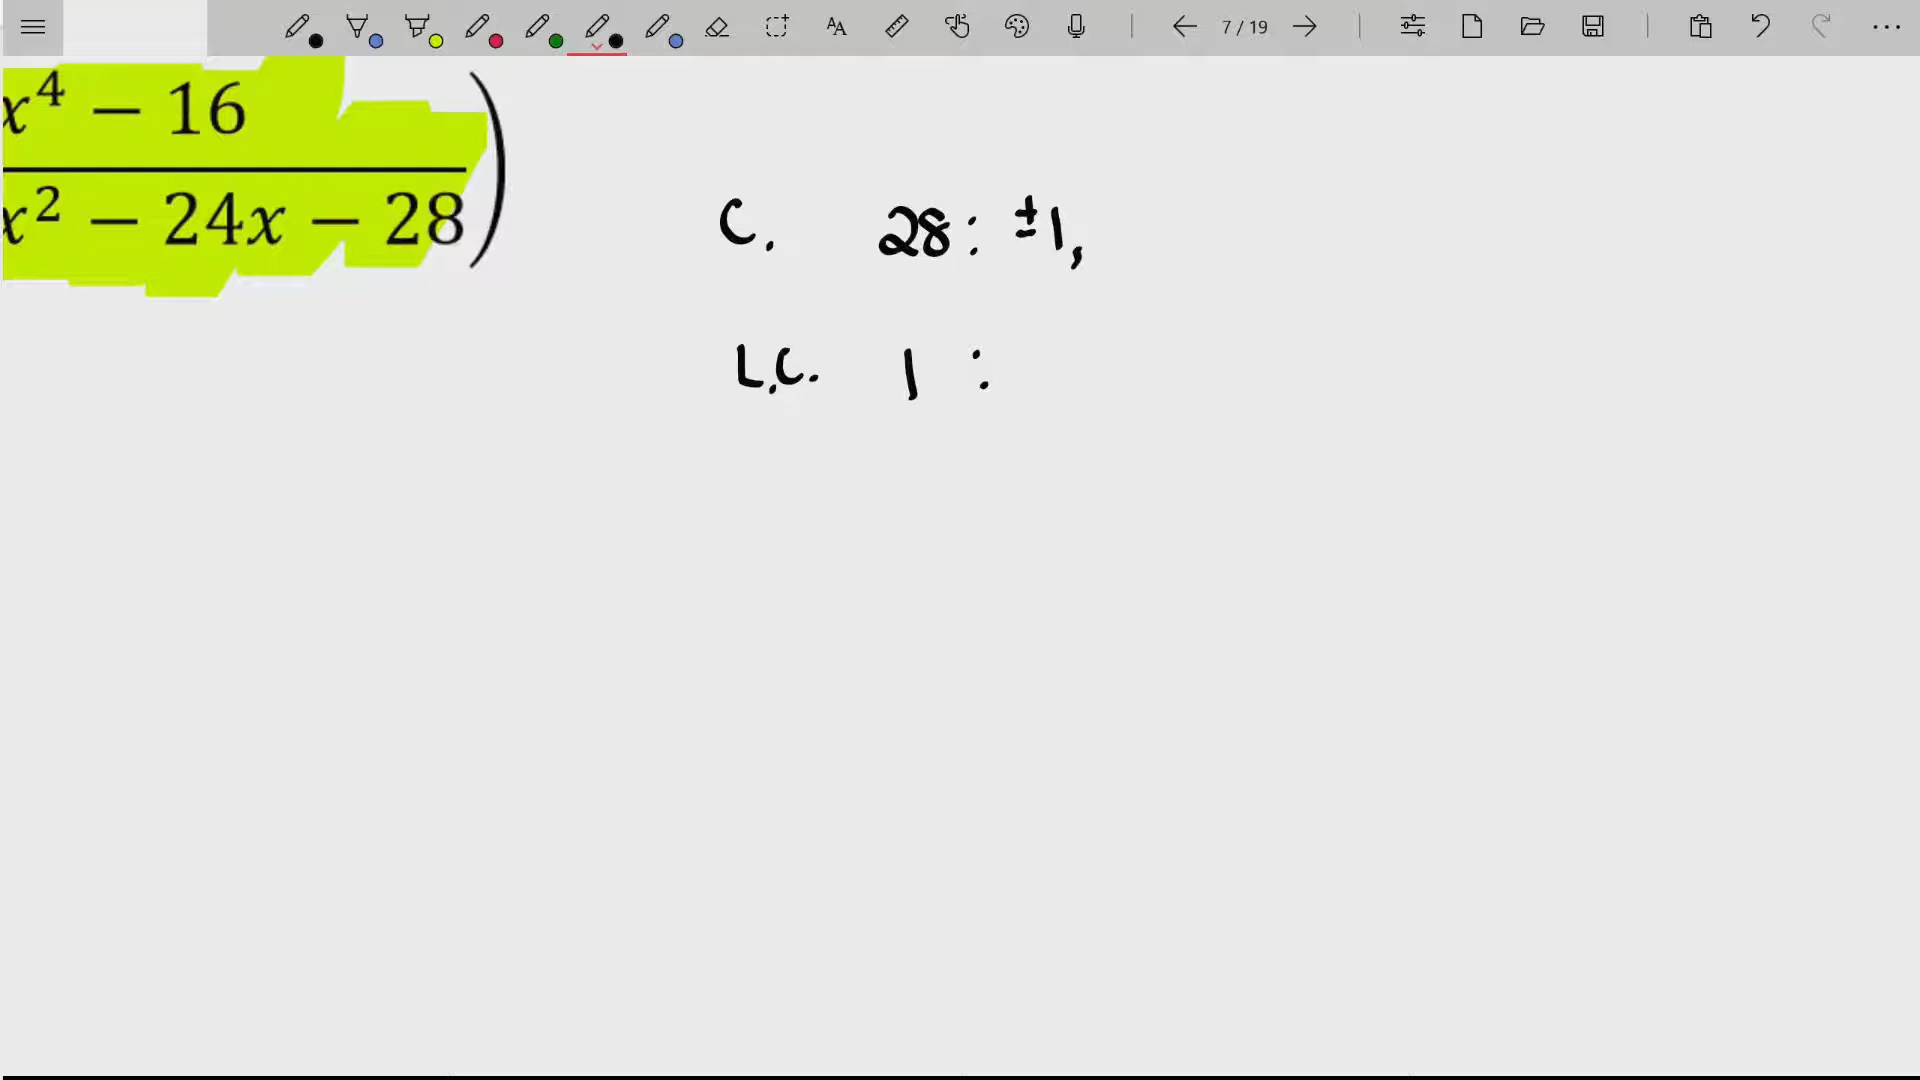 7 / 19
x⁴ − 16
x² − 24x − 28)
C. 28: ±1,
L.C. 1 :